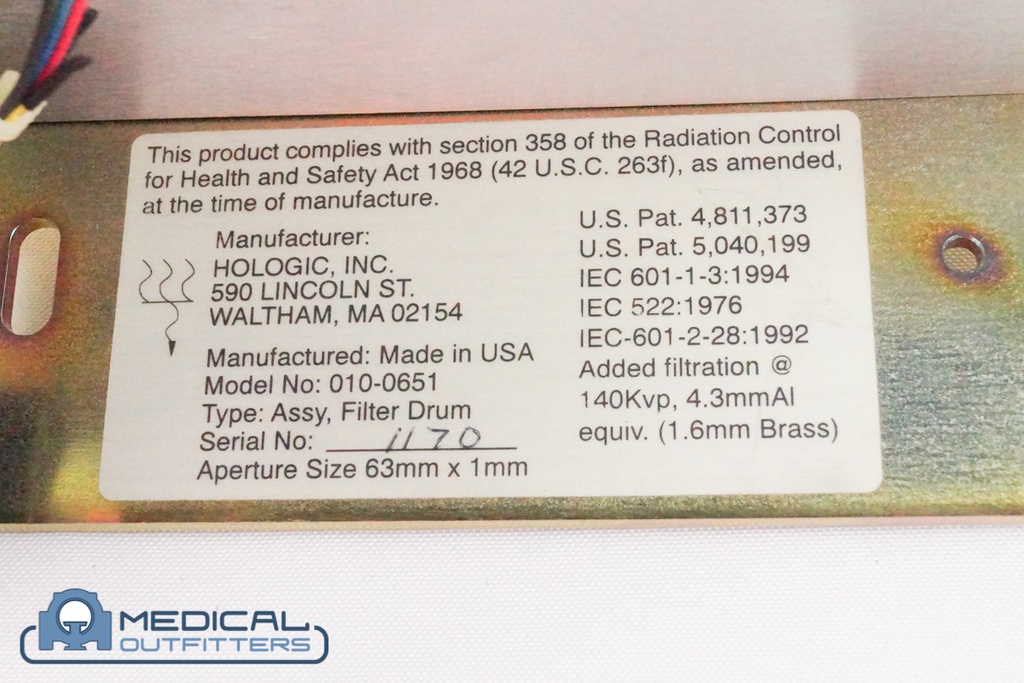 This product complies with section 358 of the Radiation Control
for Health and Safety Act 1968 (42 U.S.C. 263f), as amended,
at the time of manufacture.
Manufacturer:
HOLOGIC, INC.
590 LINCOLN ST.
WALTHAM, MA 02154
Manufactured: Made in USA
Model No: 010-0651
Type: Assy, Filter Drum
Serial No: 1170
Aperture Size 63mm x 1mm
U.S. Pat. 4,811,373
U.S. Pat. 5,040,199
IEC 601-1-3:1994
IEC 522:1976
IEC-601-2-28:1992
Added filtration @
140Kvp, 4.3mmAl
equiv. (1.6mm Brass)
MEDICAL
OUTFITTERS